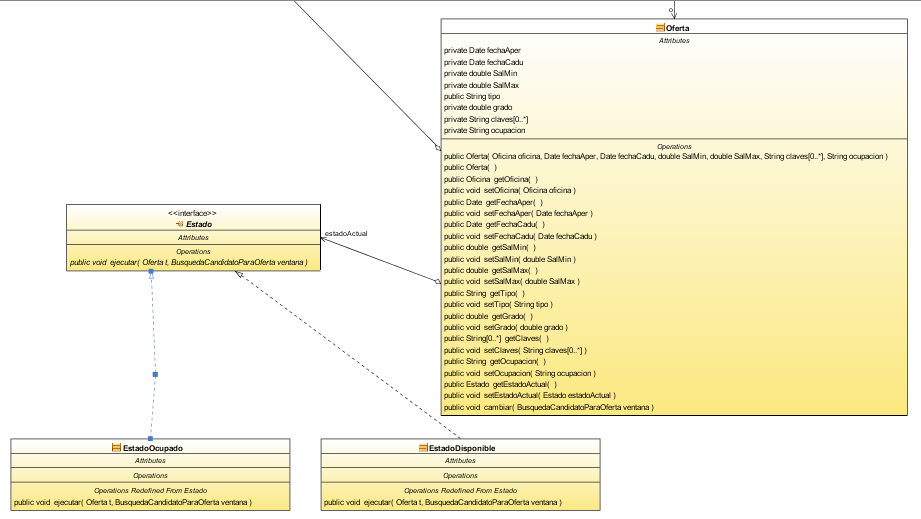 o
Oferta
Attributes
private Date fechaAper
private Date fechaCadu
private double SalMin
private double SalMax
public String tipo
private double grado
private String claves[0..*]
private String ocupacion
Operations
public Oferta( Oficina oficina, Date fechaAper, Date fechaCadu, double SalMin, double SalMax, String claves[0..*], String ocupacion )
public Oferta( )
public Oficina getOficina( )
public void setOficina( Oficina oficina )
public Date getFechaAper( )
public void setFechaAper( Date fechaAper )
public Date getFechaCadu( )
public void setFechaCadu( Date fechaCadu )
public double getSalMin( )
public void setSalMin( double SalMin )
public double getSalMax( )
public void setSalMax( double SalMax )
public String getTipo( )
public void setTipo( String tipo )
public double getGrado( )
public void setGrado( double grado )
public String[0..*] getClaves( )
public void setClaves( String claves[0..*] )
public String getOcupacion( )
public void setOcupacion( String ocupacion )
public Estado getEstadoActual( )
public void setEstadoActual( Estado estadoActual )
public void cambiar( BusquedaCandidatoParaOferta ventana )
<<interface>>
Estado
Attributes
Operations
public void ejecutar( Oferta t, BusquedaCandidatoParaOferta ventana )
estadoActual
EstadoOcupado
Attributes
Operations
Operations Redefined From Estado
public void ejecutar( Oferta t, BusquedaCandidatoParaOferta ventana )
EstadoDisponible
Attributes
Operations
Operations Redefined From Estado
public void ejecutar( Oferta t, BusquedaCandidatoParaOferta ventana )